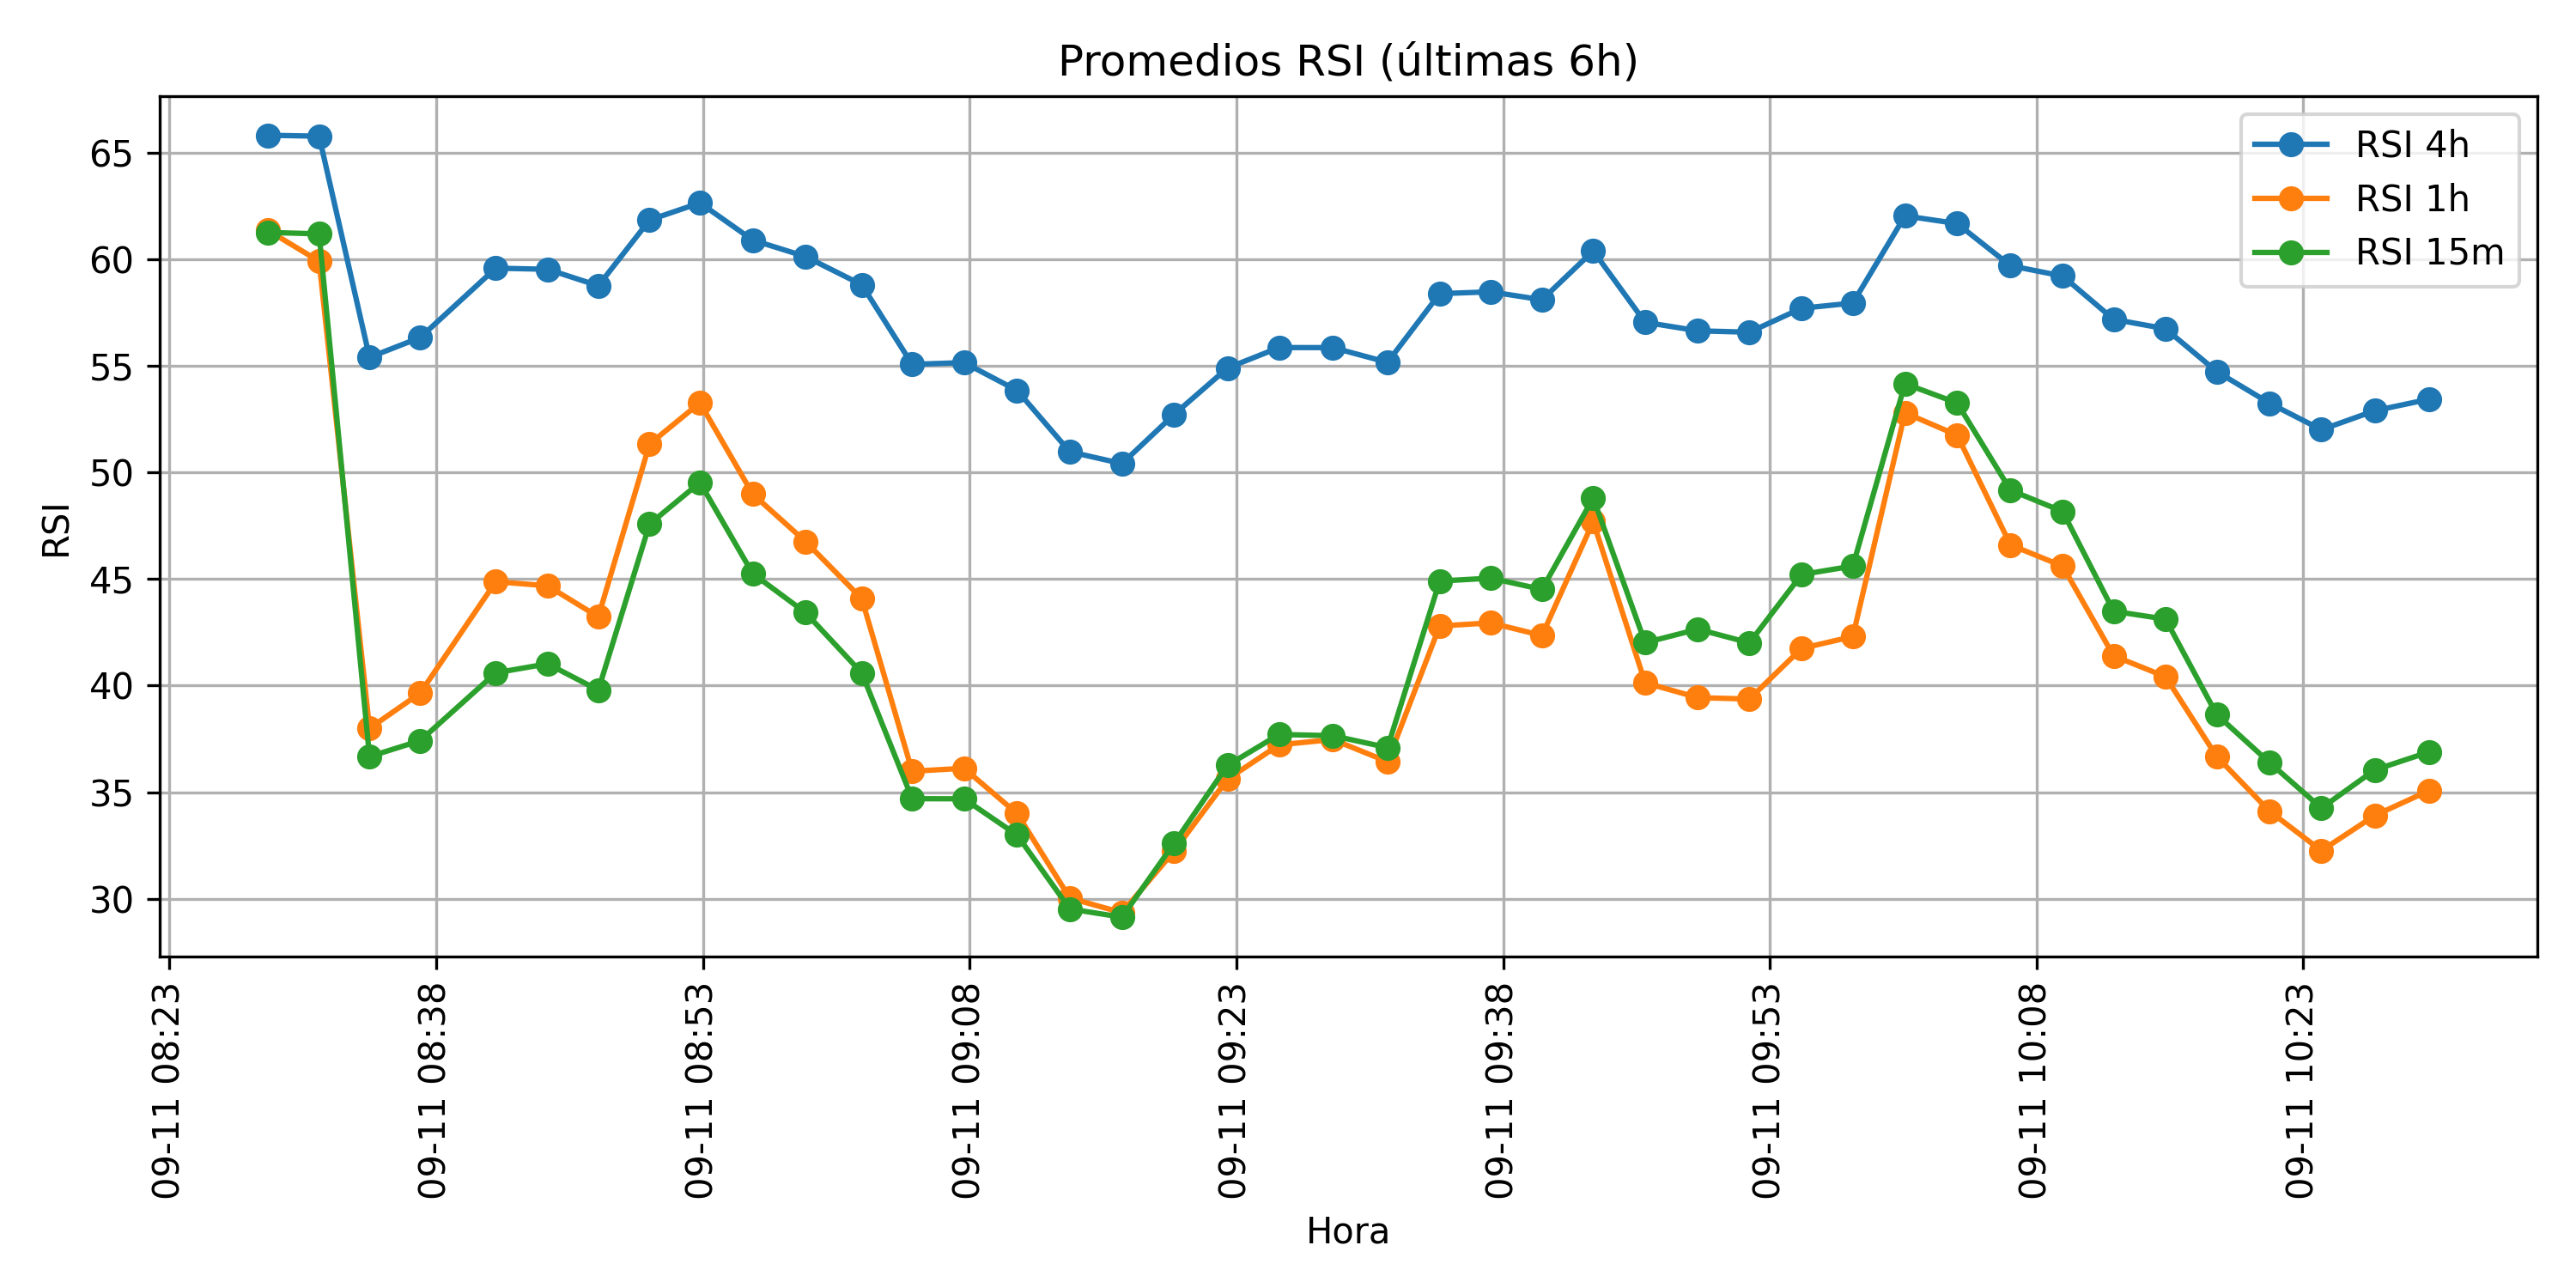 Promedios RSI (últimas 6h)
RSI 4h
RSI 1h
RSI 15m
65
60
55
50
45
40
35
30
RSI
09-11 08:23
09-11 08:38
09-11 08:53
09-11 09:08
09-11 09:23
09-11 09:38
09-11 09:53
09-11 10:08
09-11 10:23
Hora